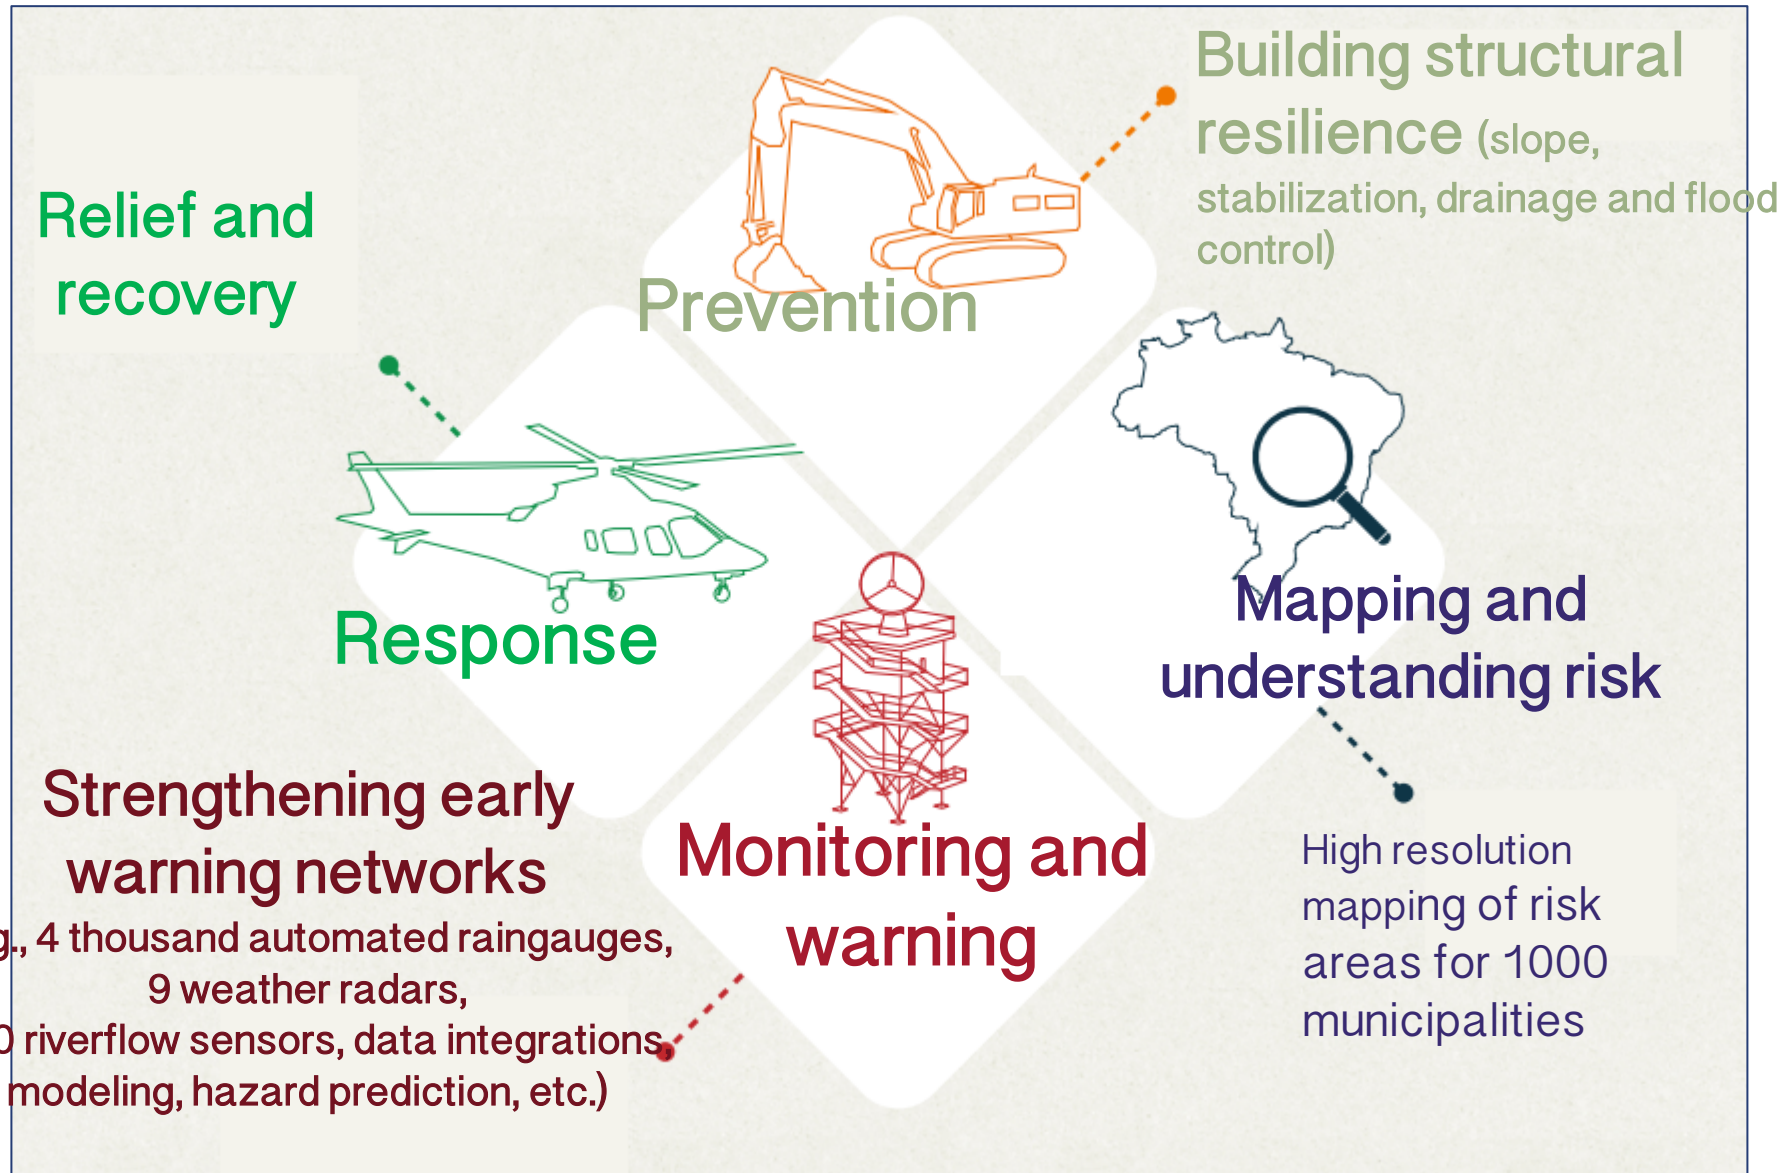 Building structural
resilience (slope,
stabilization, drainage and flood
control)
Relief and
recovery
Prevention
Response
Mapping and
understanding risk
Strengthening early
warning networks
g., 4 thousand automated raingauges,
9 weather radars,
0 riverflow sensors, data integrations,
modeling, hazard prediction, etc.)
Monitoring and
warning
High resolution
mapping of risk
areas for 1000
municipalities